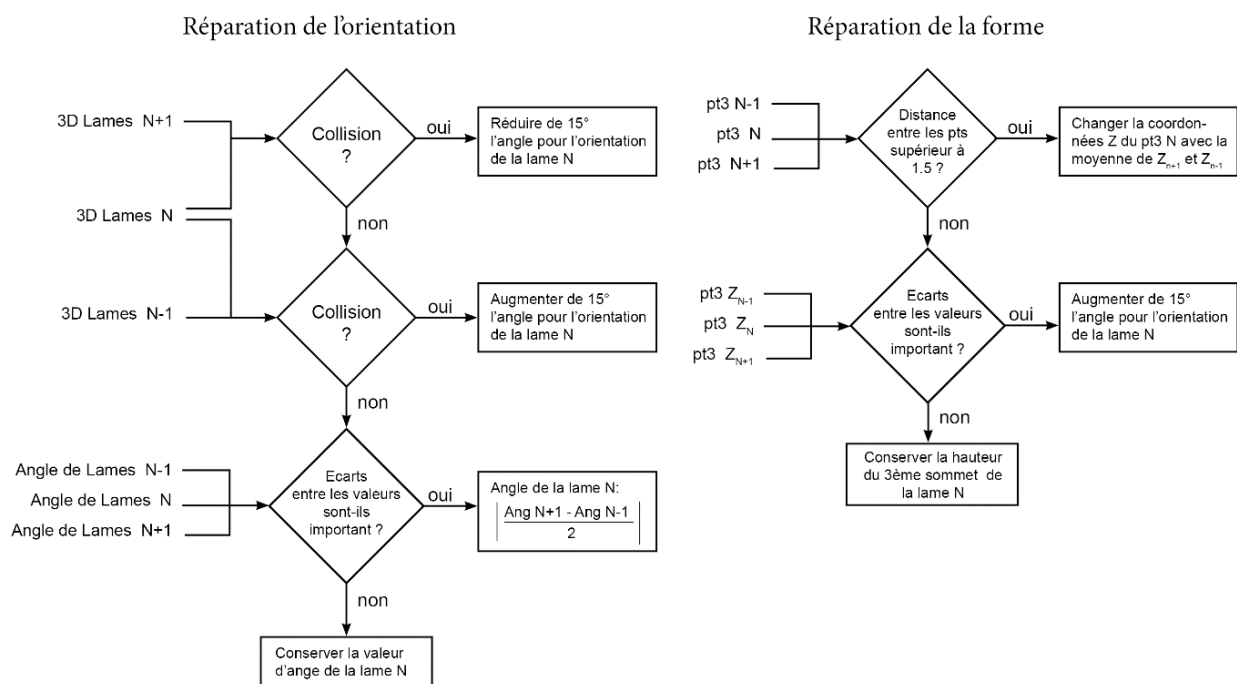 Réparation de l'orientation
3D Lames N+1
3D Lames N
3D Lames N-1
Collision
?
oui
Réduire de 15°
l'angle pour l'orientation
de la lame N
non
Collision
?
oui
Augmenter de 15°
l'angle pour l'orientation
de la lame N
non
Angle de Lames N-1
Angle de Lames N
Angle de Lames N+1
Ecarts
entre les valeurs
sont-ils
important ?
oui
Angle de la lame N:
| Ang N+1 - Ang N-1 |
2
non
Conserver la valeur
d'ange de la lame N
Réparation de la forme
pt3 N-1
pt3 N
pt3 N+1
Distance
entre les pts
supérieur à
1.5 ?
oui
Changer la coordon-
nées Z du pt3 N avec la
moyenne de Zn+1 et Zn-1
non
pt3 ZN-1
pt3 ZN
pt3 ZN+1
Ecarts
entre les valeurs
sont-ils
important ?
oui
Augmenter de 15°
l'angle pour l'orientation
de la lame N
non
Conserver la hauteur
du 3ème sommet de
la lame N